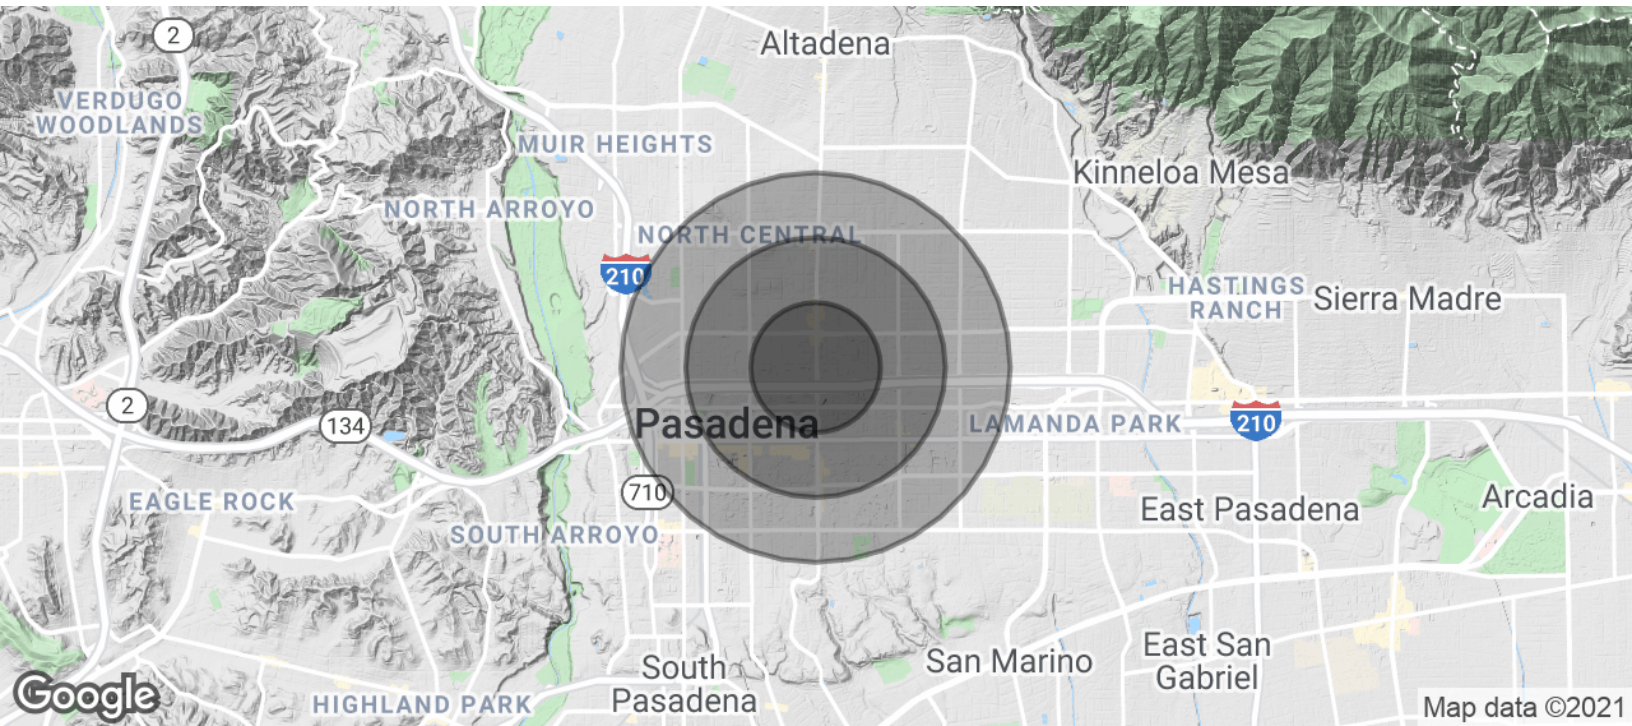 2
Altadena
VERDUGO
WOODLANDS
MUIR HEIGHTS
Kinneloa Mesa
NORTH ARROYO
NORTH CENTRAL
210
HASTINGS
RANCH
Sierra Madre
2
134
Pasadena
LAMANDA PARK
210
710
EAGLE ROCK
East Pasadena
Arcadia
SOUTH ARROYO
San Marino
East San
Gabriel
South
Pasadena
HIGHLAND PARK
Google
Map data ©2021